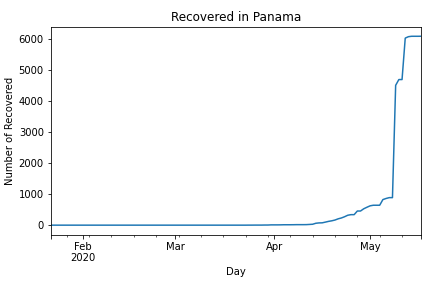 Recovered in Panama
Number of Recovered
6000
5000
4000
3000
2000
1000
0
Feb
2020
Mar
Apr
May
Day